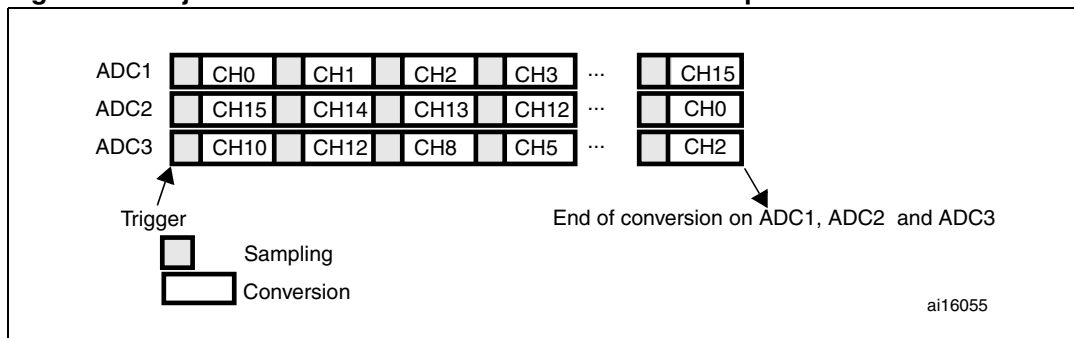 ADC1 CH0 CH1 CH2 CH3 ... CH15
ADC2 CH15 CH14 CH13 CH12 ... CH0
ADC3 CH10 CH12 CH8 CH5 ... CH2
Trigger
End of conversion on ADC1, ADC2 and ADC3
Sampling
Conversion
ai16055